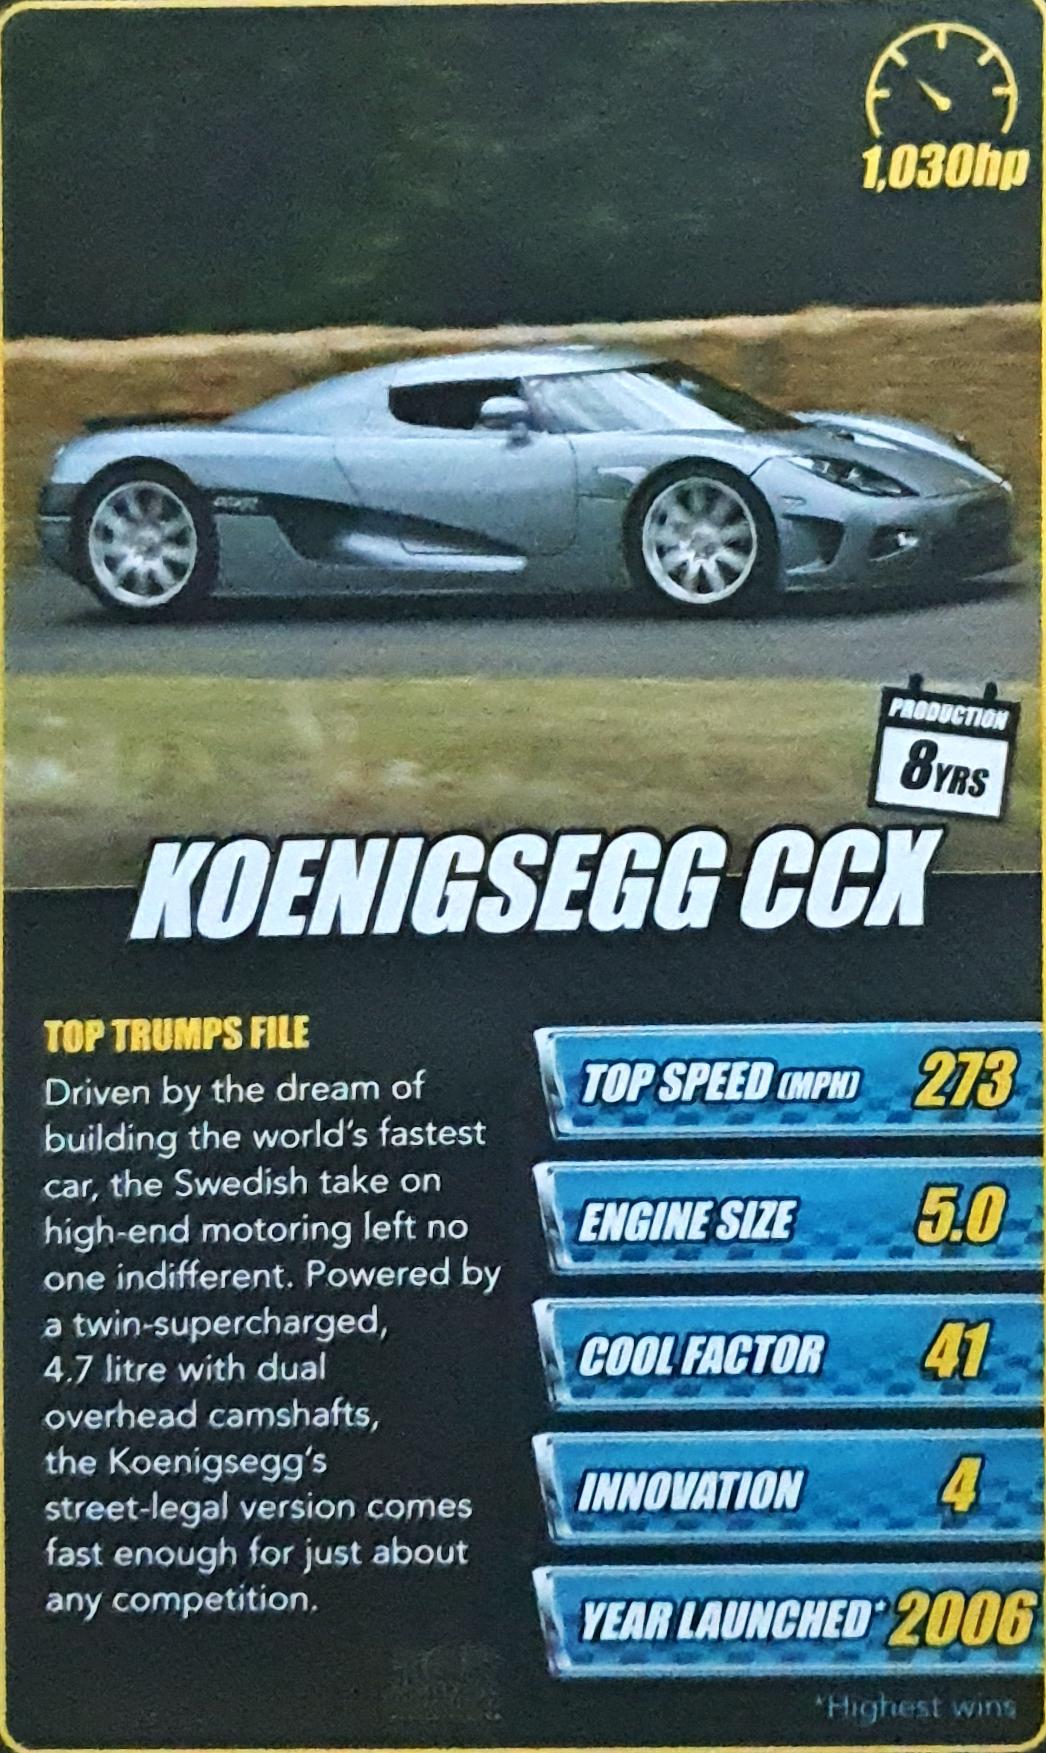 1,030hp
PRODUCTION
8YRS
KOENIGSEGG CCX
TOP TRUMPS FILE
Driven by the dream of
building the world's fastest
car, the Swedish take on
high-end motoring left no
one indifferent. Powered by
a twin-supercharged,
4.7 litre with dual
overhead camshafts,
the Koenigsegg's
street-legal version comes
fast enough for just about
any competition.
TOP SPEED (MPH) 273
ENGINE SIZE 5.0
COOL FACTOR 41
INNOVATION 4
YEAR LAUNCHED* 2006
*Highest wins